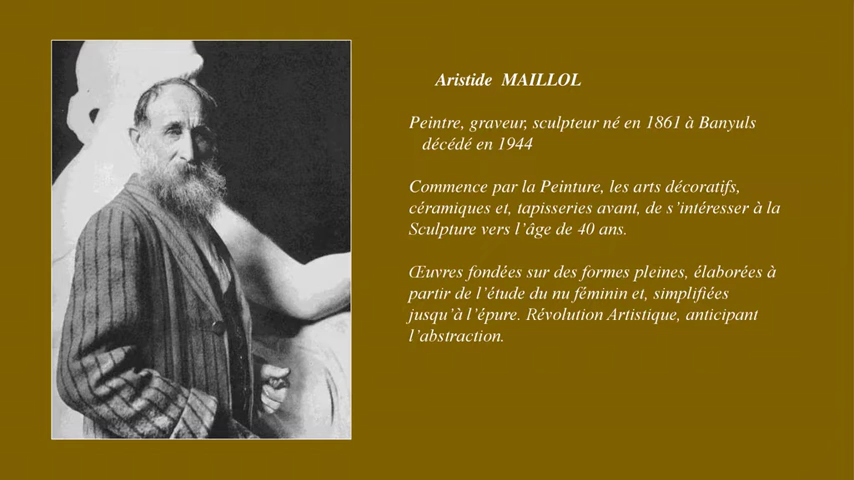 Aristide MAILLOL
Peintre, graveur, sculpteur né en 1861 à Banyuls
décédé en 1944
Commence par la Peinture, les arts décoratifs,
céramiques et, tapisseries avant, de s’intéresser à la
Sculpture vers l’âge de 40 ans.
Œuvres fondées sur des formes pleines, élaborées à
partir de l’étude du nu féminin et, simplifiées
jusqu’à l’épure. Révolution Artistique, anticipant
l’abstraction.